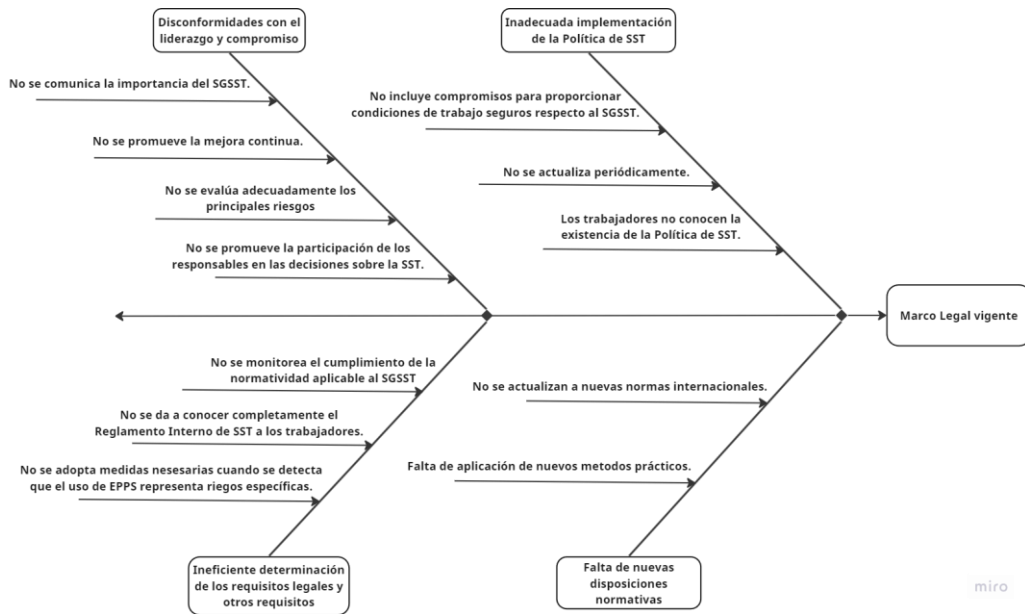 Disconformidades con el
liderazgo y compromiso
No se comunica la importancia del SGSST.
No se promueve la mejora continua.
No se evalúa adecuadamente los
principales riesgos
No se promueve la participación de los
responsables en las decisiones sobre la SST.
Inadecuada implementación
de la Política de SST
No incluye compromisos para proporcionar
condiciones de trabajo seguros respecto al SGSST.
No se actualiza periódicamente.
Los trabajadores no conocen la
existencia de la Política de SST.
Marco Legal vigente
No se monitorea el cumplimiento de la
normatividad aplicable al SGSST
No se da a conocer completamente el
Reglamento Interno de SST a los trabajadores.
No se adopta medidas nesesarias cuando se detecta
que el uso de EPPS representa riegos específicas.
Ineficiente determinación
de los requisitos legales y
otros requisitos
No se actualizan a nuevas normas internacionales.
Falta de aplicación de nuevos metodos prácticos.
Falta de nuevas
disposiciones
normativas
miro